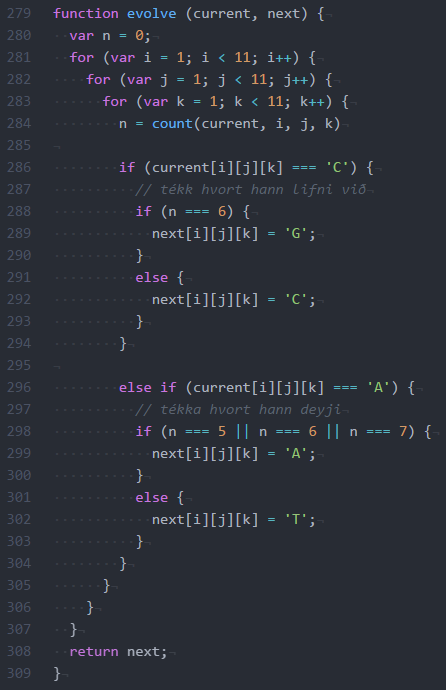 279 function evolve (current, next) {
280   var n = 0;
281   for (var i = 1; i < 11; i++) {
282     for (var j = 1; j < 11; j++) {
283       for (var k = 1; k < 11; k++) {
284         n = count(current, i, j, k)
285
286         if (current[i][j][k] === 'C') {
287           // tékk hvort hann lifni við
288           if (n === 6) {
289             next[i][j][k] = 'G';
290           }
291           else {
292             next[i][j][k] = 'C';
293           }
294         }
295
296         else if (current[i][j][k] === 'A') {
297           // tékka hvort hann deyji
298           if (n === 5 || n === 6 || n === 7) {
299             next[i][j][k] = 'A';
300           }
301           else {
302             next[i][j][k] = 'T';
303           }
304         }
305       }
306     }
307   }
308   return next;
309 }